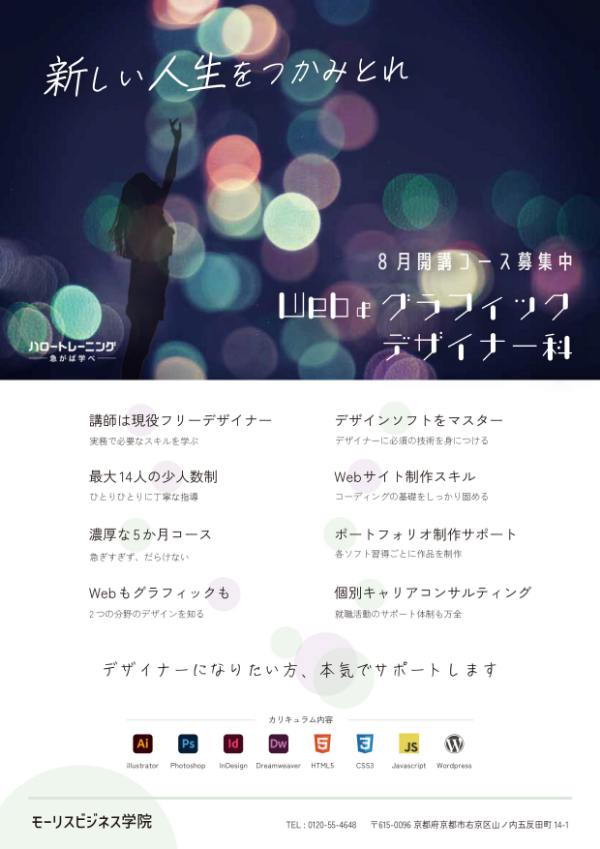 新しい人生をつかみとれ
8月開講コース募集中
Web&グラフィック
デザイナー科
ハロートレーニング
急がば学べ
講師は現役フリーデザイナー
実務で必要なスキルを学ぶ
最大14人の少人数制
ひとりひとりに丁寧な指導
濃厚な5か月コース
急ぎすぎず、だらけない
Webもグラフィックも
2つの分野のデザインを知る
デザインソフトをマスター
デザイナーに必須の技術を身につける
Webサイト制作スキル
コーディングの基礎をしっかり固める
ポートフォリオ制作サポート
各ソフト習得ごとに作品を制作
個別キャリアコンサルティング
就職活動のサポート体制も万全
デザイナーになりたい方、本気でサポートします
カリキュラム内容
Ai
Ps
Id
Dw
5
3
JS
W
illustrator
Photoshop
InDesign
Dreamweaver
HTML5
CSS3
Javascript
Wordpress
モーリスビジネス学院
TEL : 0120-55-4648 〒615-0096 京都府京都市右京区山ノ内五反田町 14-1